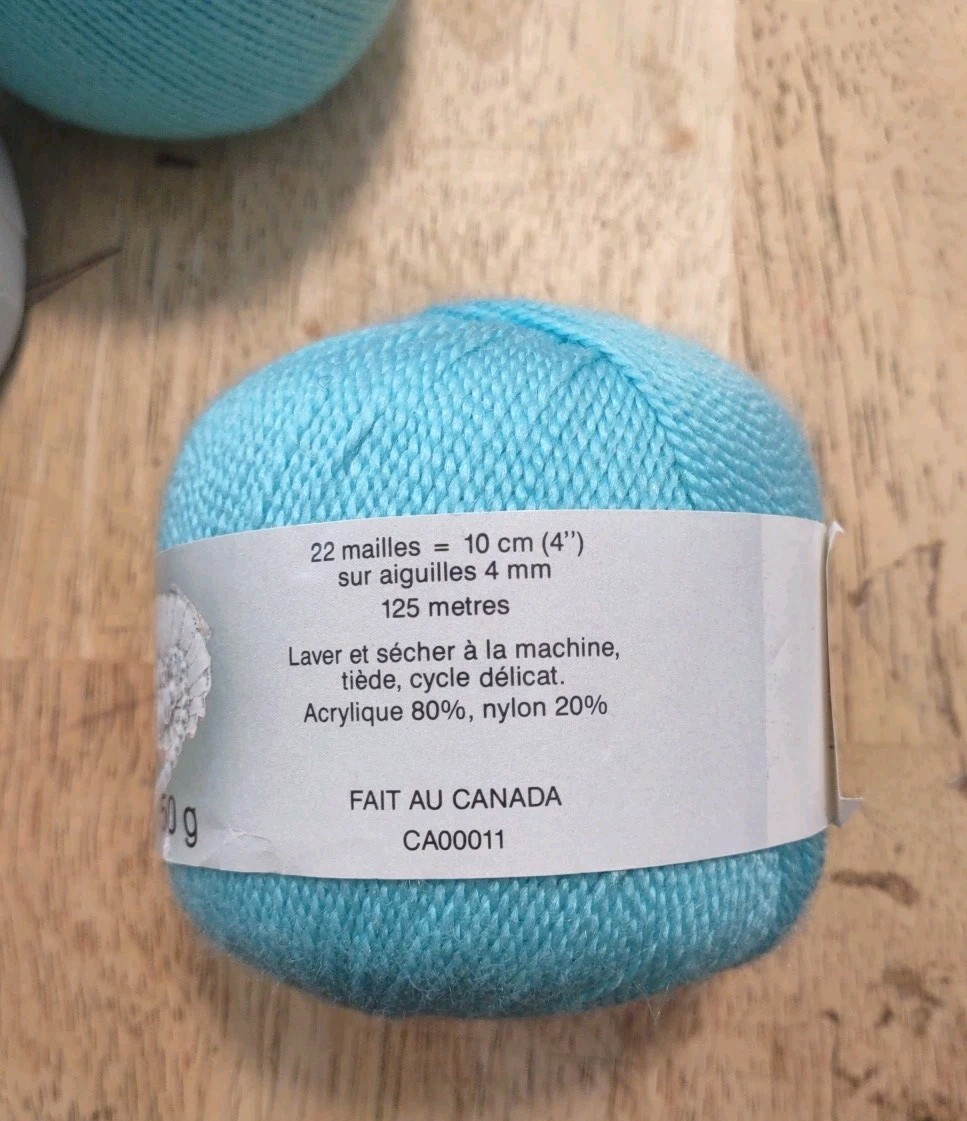 22 mailles = 10 cm (4'')
sur aiguilles 4 mm
125 metres
Laver et sécher à la machine,
tiède, cycle délicat.
Acrylique 80%, nylon 20%
FAIT AU CANADA
CA00011
50 g